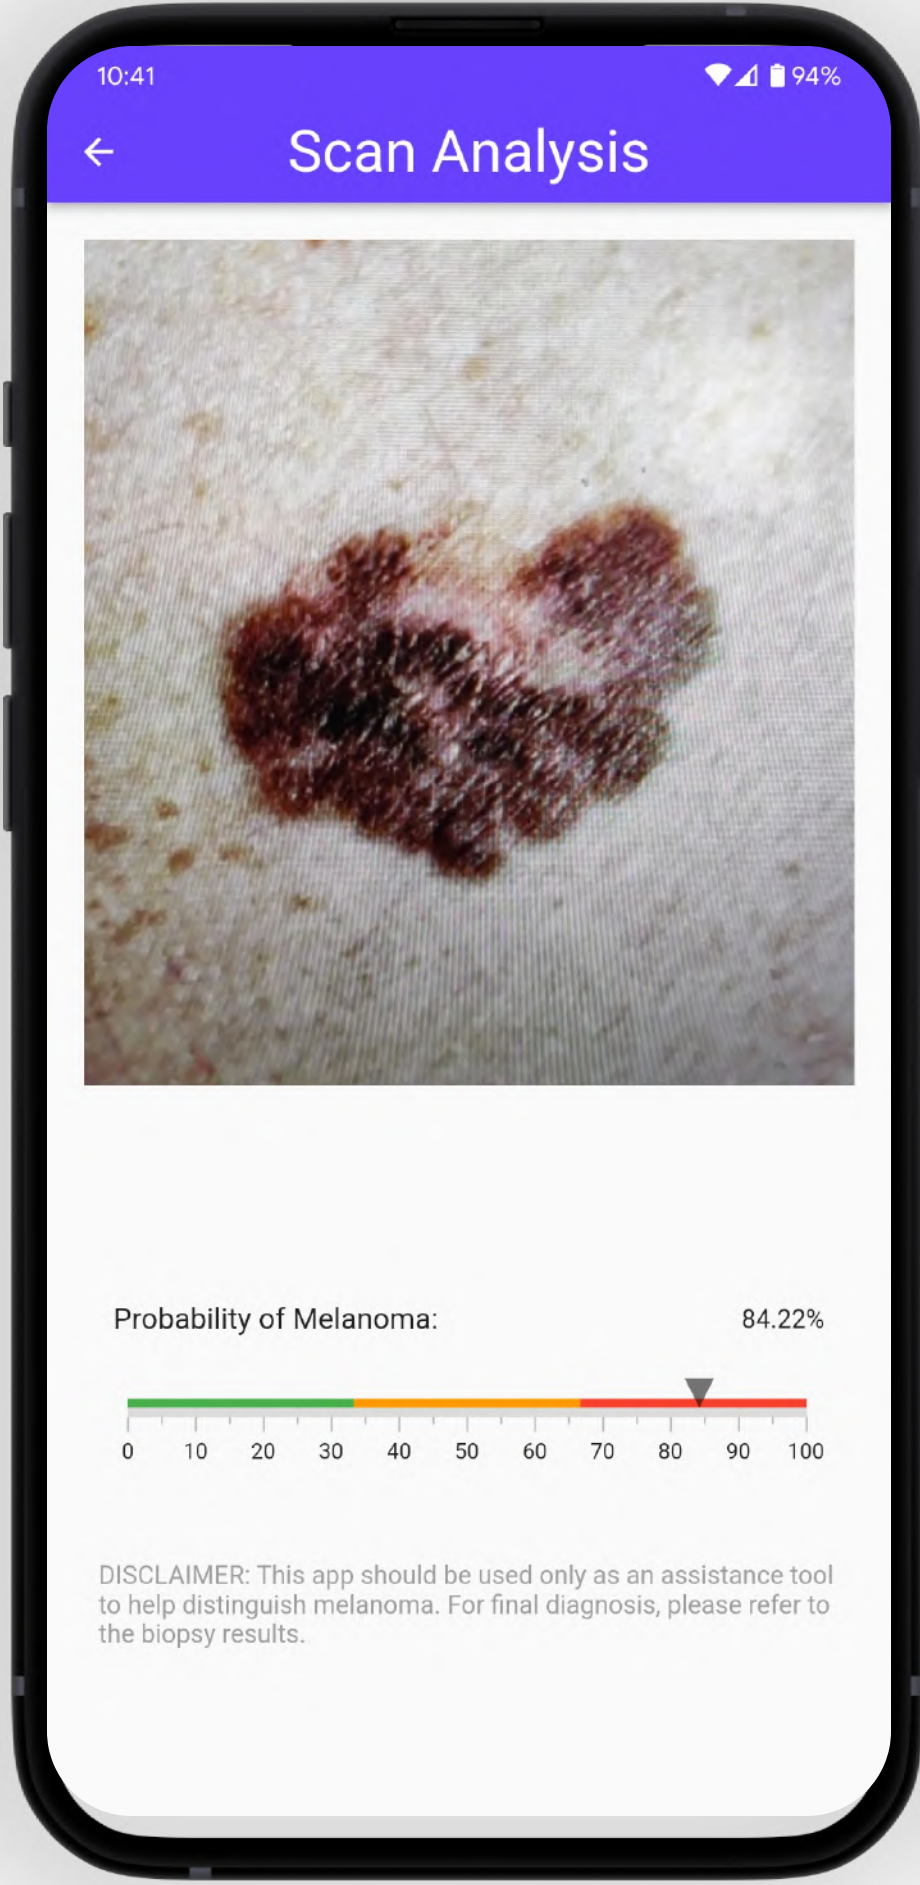 10:41
94%
Scan Analysis
Probability of Melanoma:
84.22%
0 10 20 30 40 50 60 70 80 90 100
DISCLAIMER: This app should be used only as an assistance tool
to help distinguish melanoma. For final diagnosis, please refer to
the biopsy results.